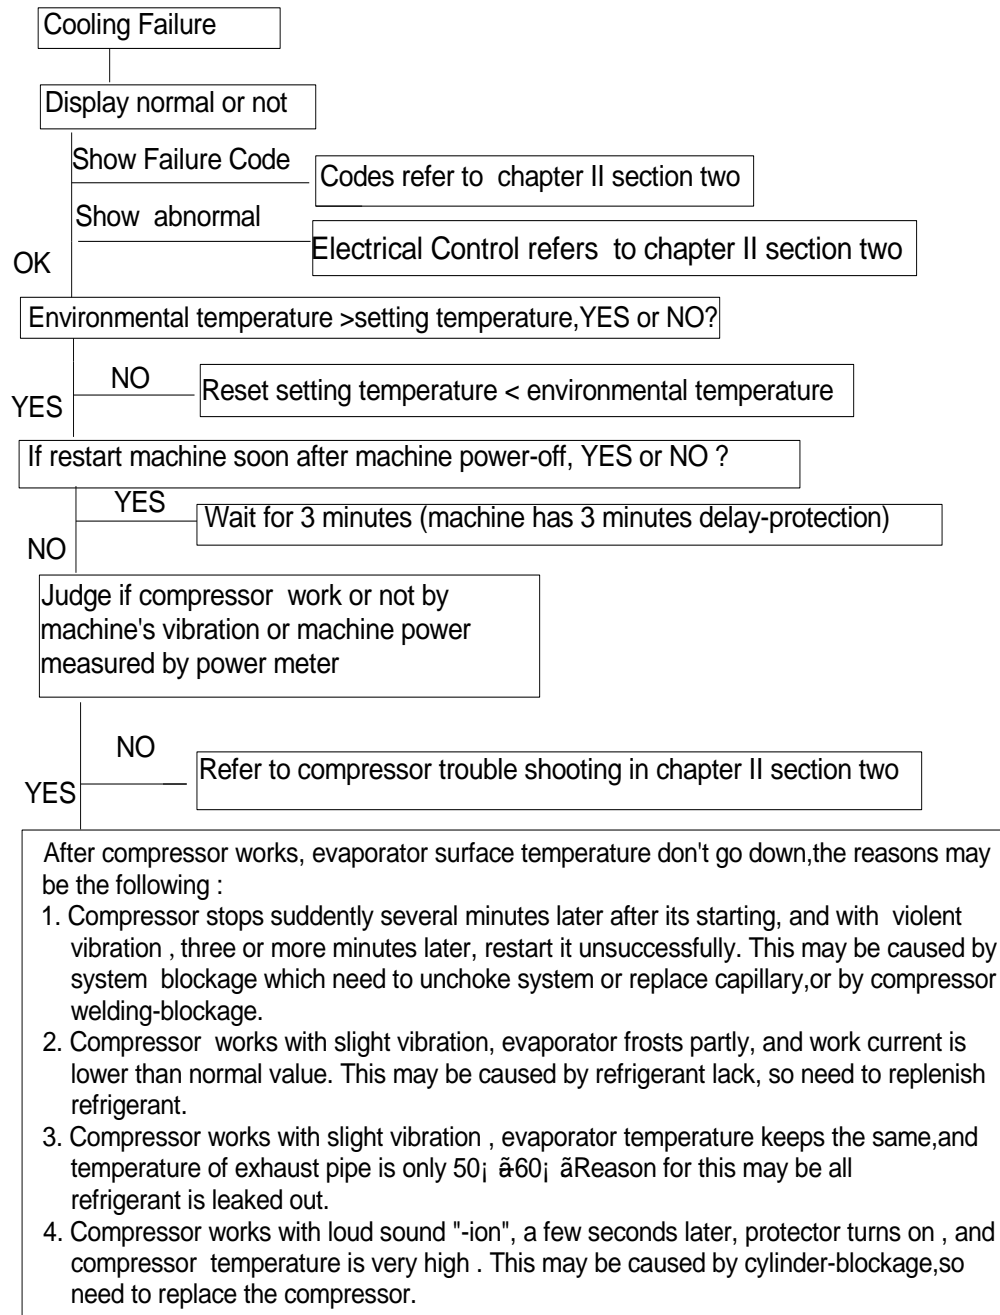 Cooling Failure
Display normal or not
Show Failure Code
Codes refer to chapter II section two
Show abnormal
Electrical Control refers to chapter II section two
OK
Environmental temperature >setting temperature,YES or NO?
NO
Reset setting temperature < environmental temperature
YES
If restart machine soon after machine power-off, YES or NO ?
YES
Wait for 3 minutes (machine has 3 minutes delay-protection)
NO
Judge if compressor work or not by
machine's vibration or machine power
measured by power meter
NO
Refer to compressor trouble shooting in chapter II section two
YES
After compressor works, evaporator surface temperature don't go down,the reasons may
be the following :
1. Compressor stops suddently several minutes later after its starting, and with violent
vibration , three or more minutes later, restart it unsuccessfully. This may be caused by
system blockage which need to unchoke system or replace capillary,or by compressor
welding-blockage.
2. Compressor works with slight vibration, evaporator frosts partly, and work current is
lower than normal value. This may be caused by refrigerant lack, so need to replenish
refrigerant.
3. Compressor works with slight vibration , evaporator temperature keeps the same,and
temperature of exhaust pipe is only 50¡ 60¡ ãReason for this may be all
refrigerant is leaked out.
4. Compressor works with loud sound "-ion", a few seconds later, protector turns on , and
compressor temperature is very high . This may be caused by cylinder-blockage,so
need to replace the compressor.